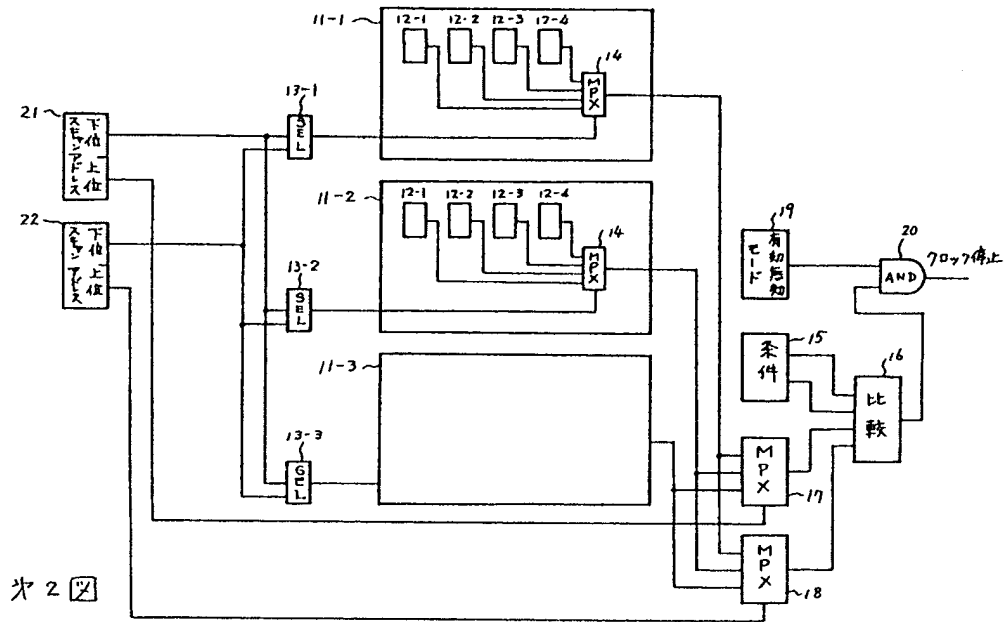 11-1
12-1
12-2
12-3
12-4
14
MPX
13-1
SEL
21
スキャンアドレス
下位
上位
22
スキャンアドレス
下位
上位
11-2
12-1
12-2
12-3
12-4
14
MPX
13-2
SEL
19
モード
有効無効
20
AND
クロック停止
15
条件
16
比較
11-3
13-3
SEL
MPX
17
MPX
18
第2図